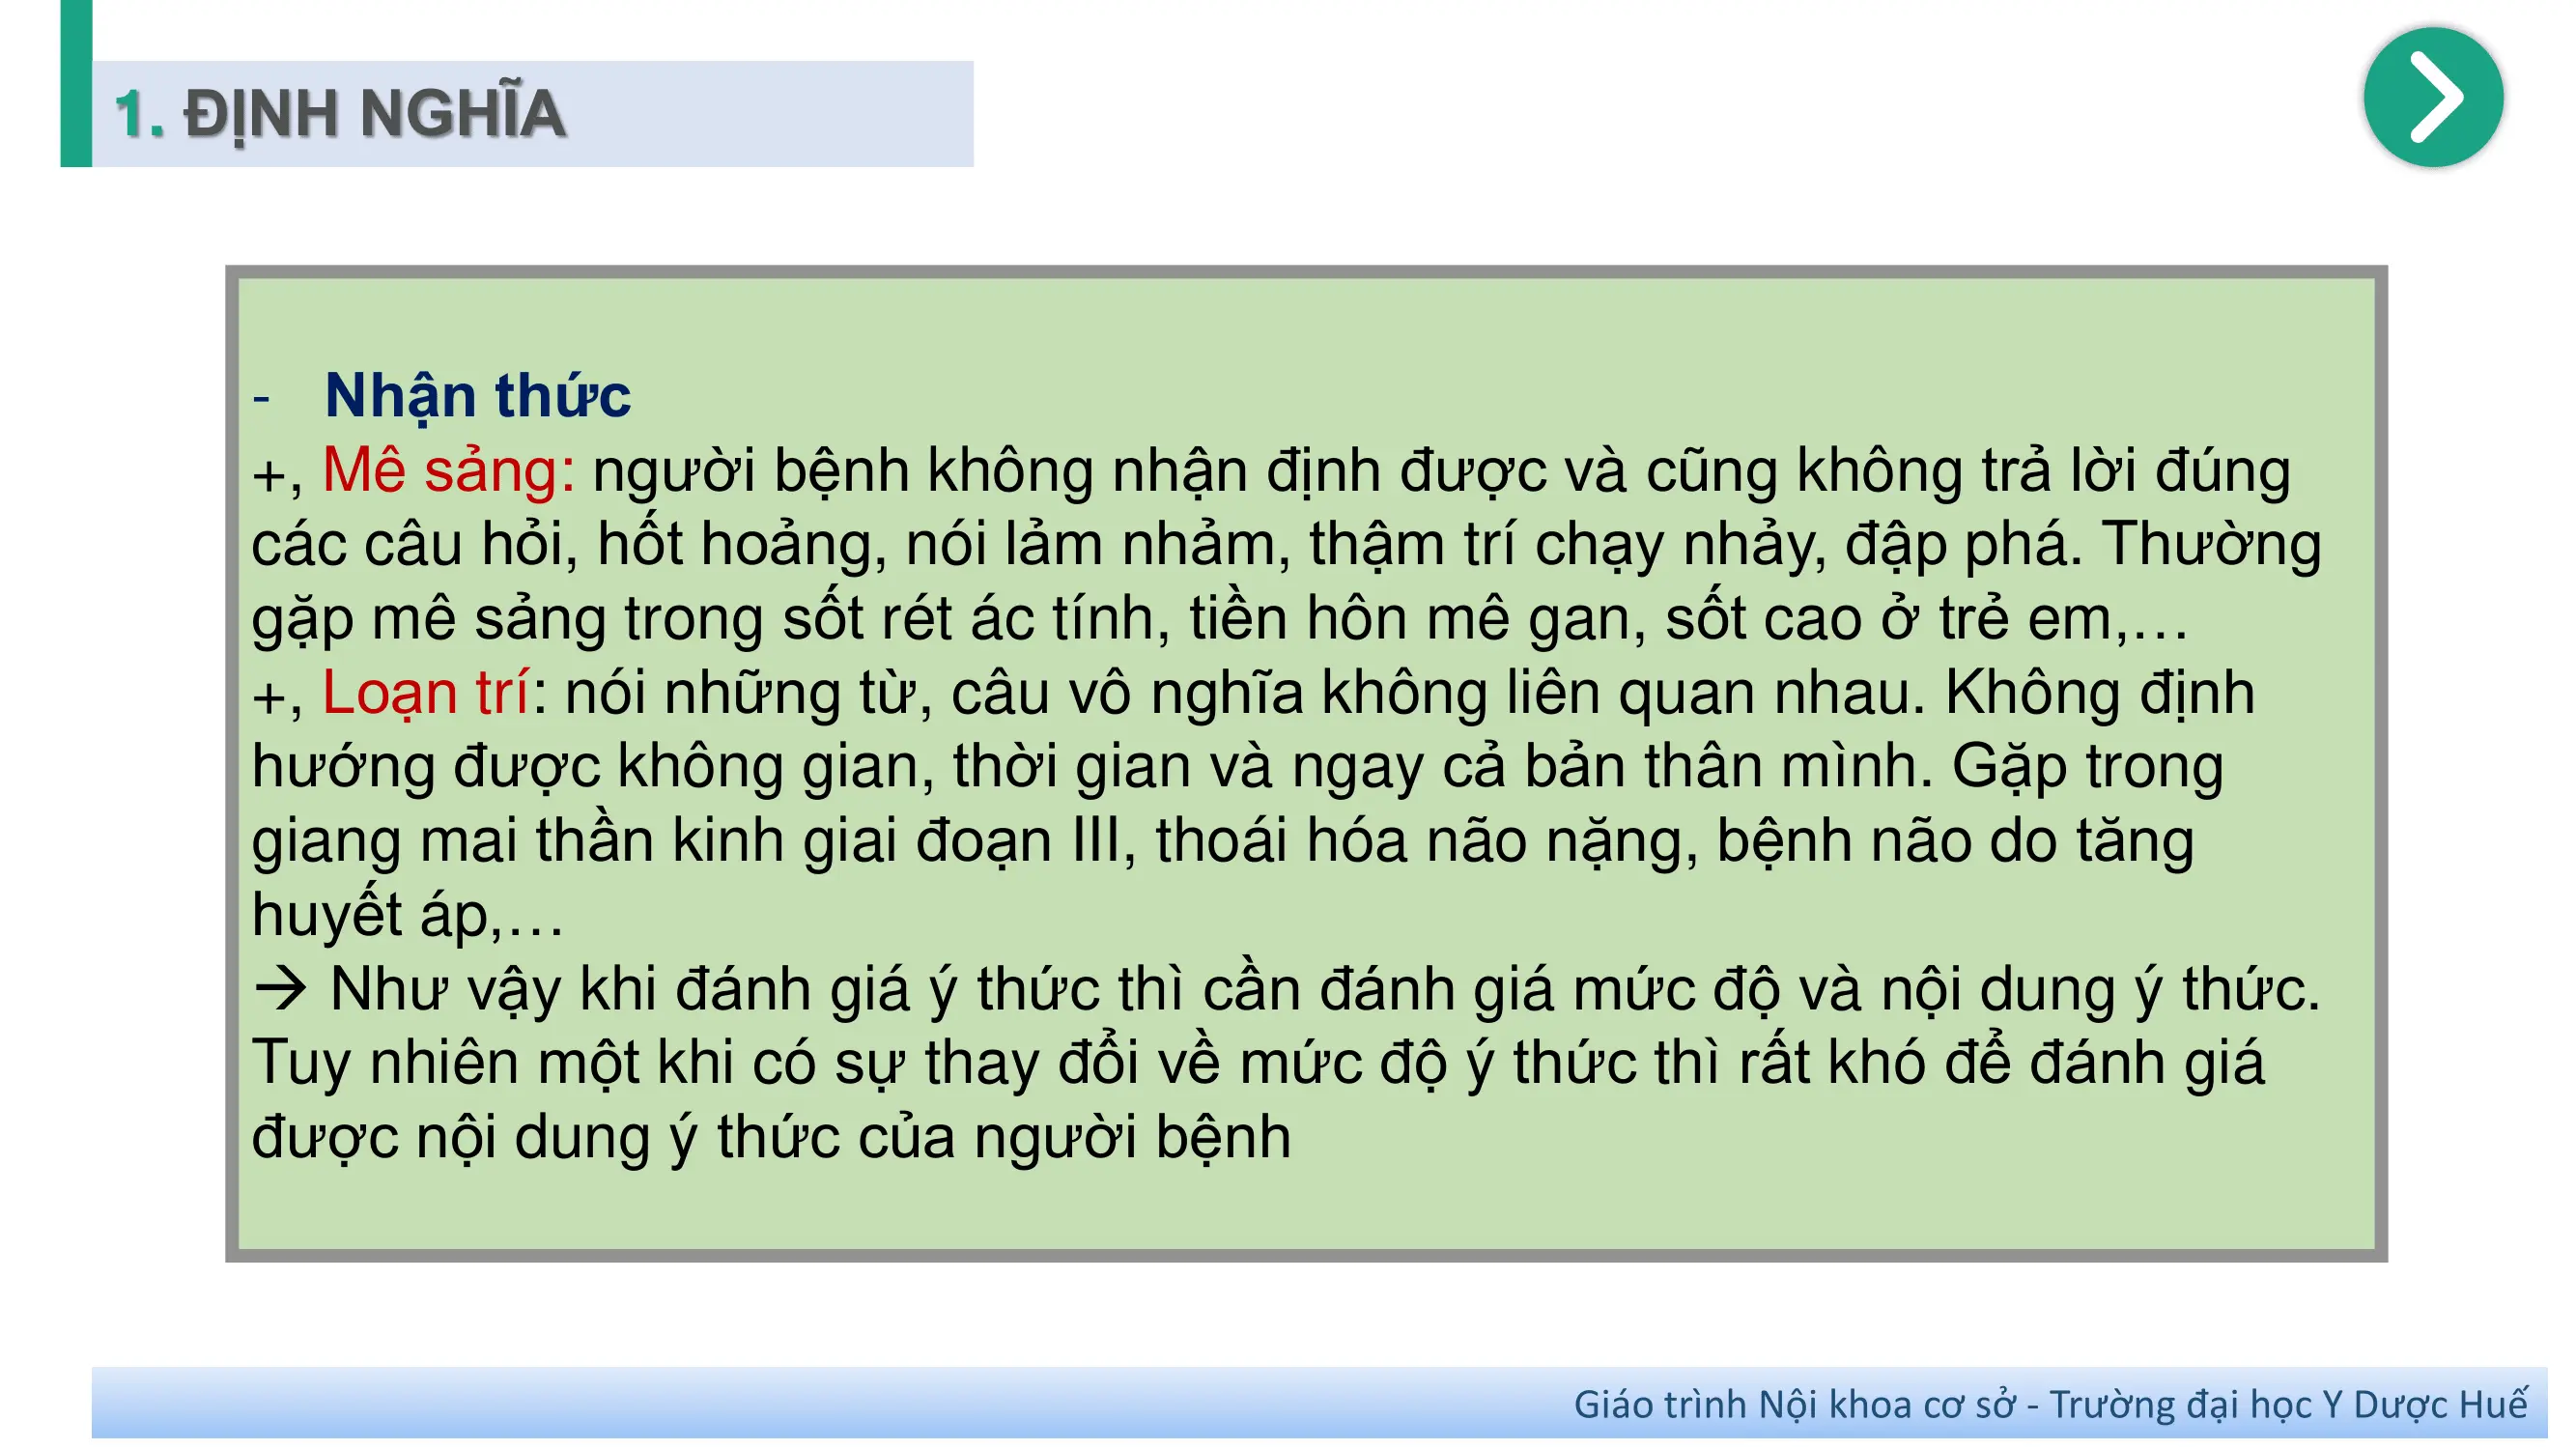 1. ĐỊNH NGHĨA
- Nhận thức
+, Mê sảng: người bệnh không nhận định được và cũng không trả lời đúng
các câu hỏi, hốt hoảng, nói lảm nhảm, thậm trí chạy nhảy, đập phá. Thường
gặp mê sảng trong sốt rét ác tính, tiền hôn mê gan, sốt cao ở trẻ em,…
+, Loạn trí: nói những từ, câu vô nghĩa không liên quan nhau. Không định
hướng được không gian, thời gian và ngay cả bản thân mình. Gặp trong
giang mai thần kinh giai đoạn III, thoái hóa não nặng, bệnh não do tăng
huyết áp,…
→ Như vậy khi đánh giá ý thức thì cần đánh giá mức độ và nội dung ý thức.
Tuy nhiên một khi có sự thay đổi về mức độ ý thức thì rất khó để đánh giá
được nội dung ý thức của người bệnh
Giáo trình Nội khoa cơ sở - Trường đại học Y Dược Huế